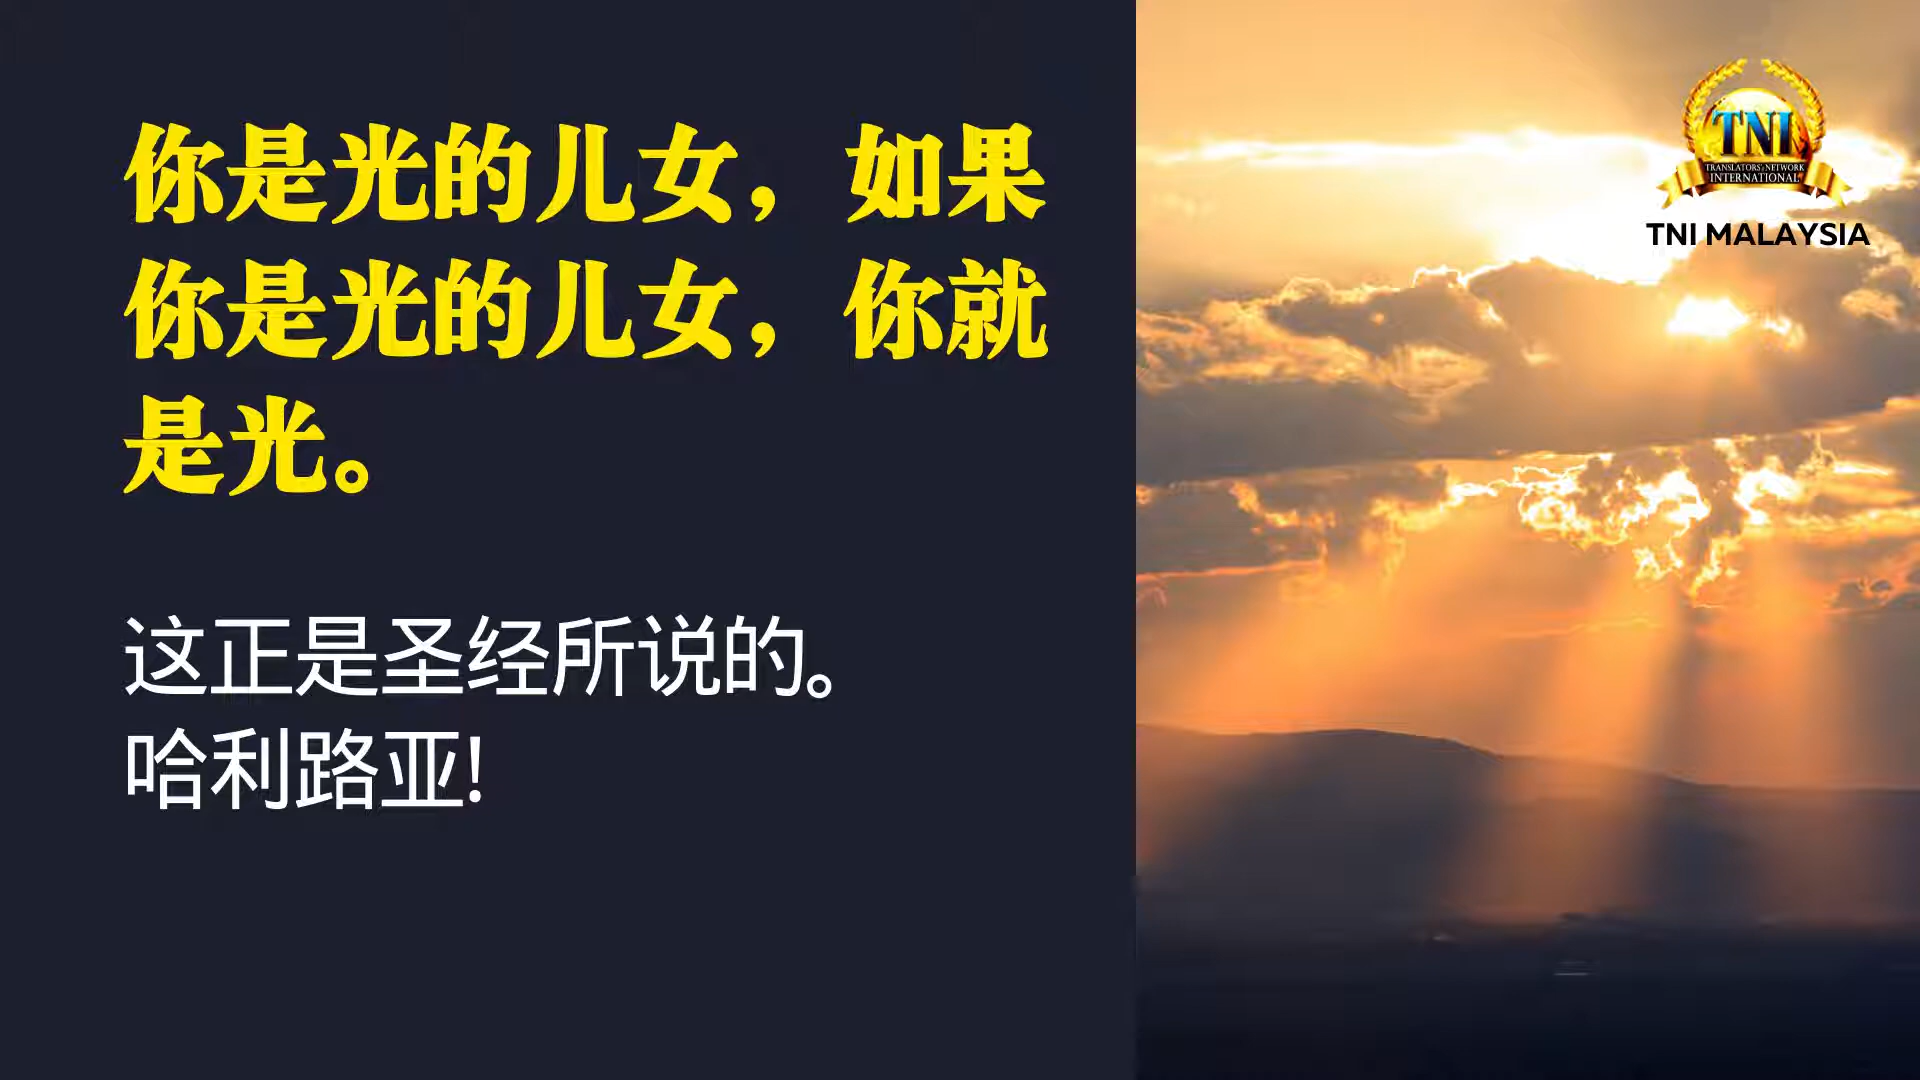 你是光的儿女，如果
你是光的儿女，你就
是光。
这正是圣经所说的。
哈利路亚!
TNI
TRANSLATORS' NETWORK
INTERNATIONAL
TNI MALAYSIA